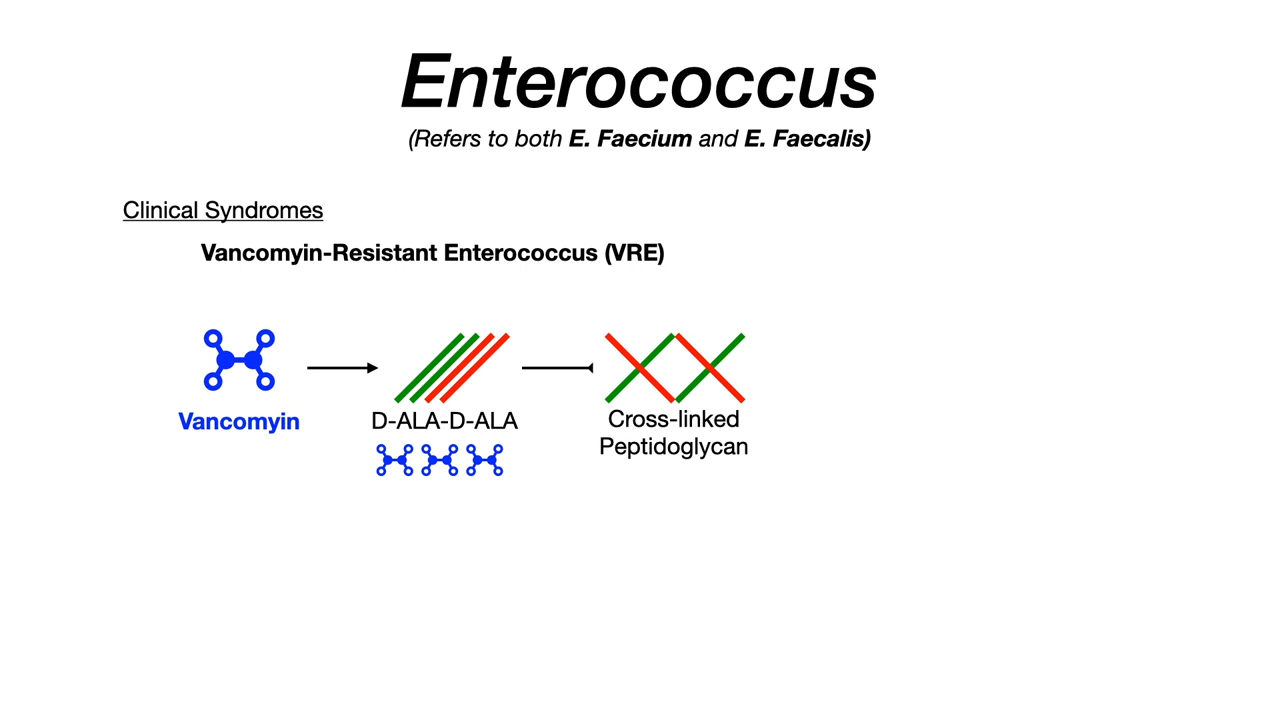 Enterococcus
(Refers to both E. Faecium and E. Faecalis)
Clinical Syndromes
Vancomyin-Resistant Enterococcus (VRE)
Vancomyin
D-ALA-D-ALA
Cross-linked
Peptidoglycan